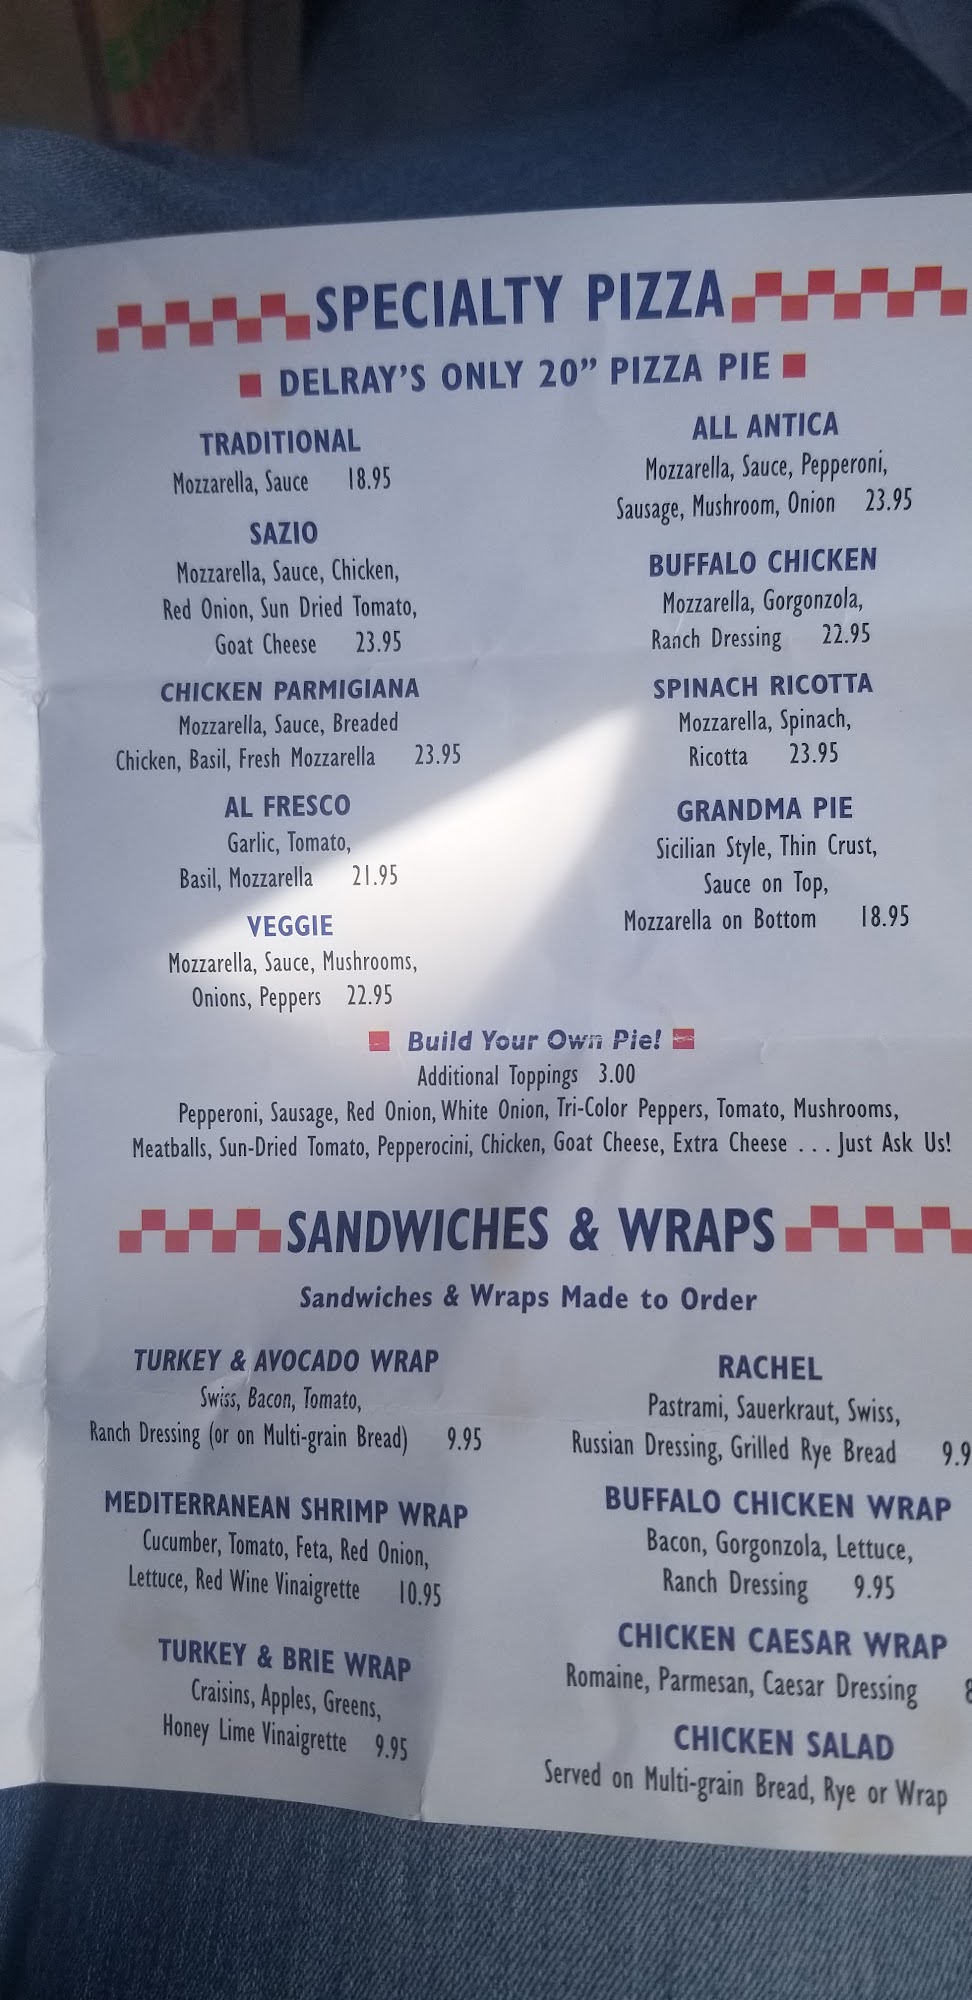 SPECIALTY PIZZA
DELRAY'S ONLY 20" PIZZA PIE
TRADITIONAL
Mozzarella, Sauce 18.95
SAZIO
Mozzarella, Sauce, Chicken,
Red Onion, Sun Dried Tomato,
Goat Cheese 23.95
CHICKEN PARMIGIANA
Mozzarella, Sauce, Breaded
Chicken, Basil, Fresh Mozzarella 23.95
AL FRESCO
Garlic, Tomato,
Basil, Mozzarella 21.95
VEGGIE
Mozzarella, Sauce, Mushrooms,
Onions, Peppers 22.95
ALL ANTICA
Mozzarella, Sauce, Pepperoni,
Sausage, Mushroom, Onion 23.95
BUFFALO CHICKEN
Mozzarella, Gorgonzola,
Ranch Dressing 22.95
SPINACH RICOTTA
Mozzarella, Spinach,
Ricotta 23.95
GRANDMA PIE
Sicilian Style, Thin Crust,
Sauce on Top,
Mozzarella on Bottom 18.95
Build Your Own Pie!
Additional Toppings 3.00
Pepperoni, Sausage, Red Onion, White Onion, Tri-Color Peppers, Tomato, Mushrooms,
Meatballs, Sun-Dried Tomato, Pepperocini, Chicken, Goat Cheese, Extra Cheese . . . Just Ask Us!
SANDWICHES & WRAPS
Sandwiches & Wraps Made to Order
TURKEY & AVOCADO WRAP
Swiss, Bacon, Tomato,
Ranch Dressing (or on Multi-grain Bread) 9.95
MEDITERRANEAN SHRIMP WRAP
Cucumber, Tomato, Feta, Red Onion,
Lettuce, Red Wine Vinaigrette 10.95
TURKEY & BRIE WRAP
Craisins, Apples, Greens,
Honey Lime Vinaigrette 9.95
RACHEL
Pastrami, Sauerkraut, Swiss,
Russian Dressing, Grilled Rye Bread 9.9
BUFFALO CHICKEN WRAP
Bacon, Gorgonzola, Lettuce,
Ranch Dressing 9.95
CHICKEN CAESAR WRAP
Romaine, Parmesan, Caesar Dressing
CHICKEN SALAD
Served on Multi-grain Bread, Rye or Wrap